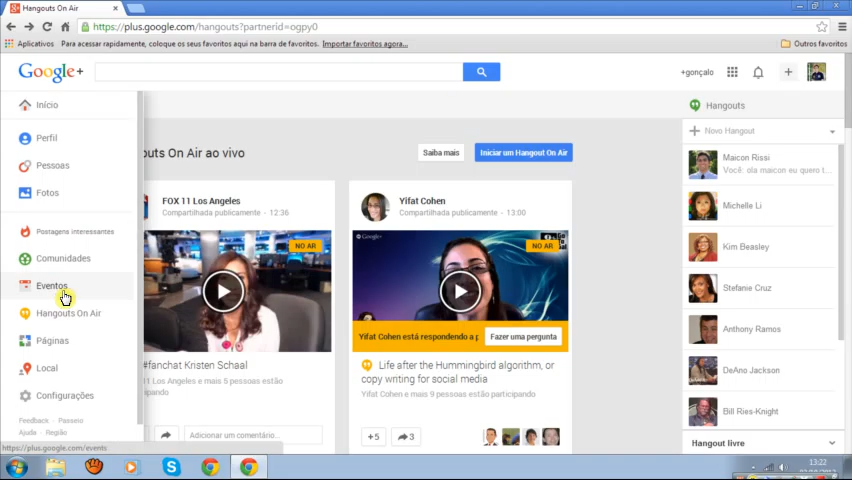 Hangouts On Air
https://plus.google.com/hangouts?partnerid=ogpy0
Aplicativos Para acessar rapidamente, coloque os seus favoritos aqui na barra de favoritos. Importar favoritos agora... Outros favoritos
Google+
+gonçalo
Início
Perfil
Pessoas
Fotos
Postagens interessantes
Comunidades
Eventos
Hangouts On Air
Páginas
Local
Configurações
Feedback · Passeio
Ajuda · Região
https://plus.google.com/events
outs On Air ao vivo
Saiba mais
Iniciar um Hangout On Air
FOX 11 Los Angeles
Compartilhada publicamente - 12:36
NO AR
#fanchat Kristen Schaal
11 Los Angeles e mais 5 pessoas estão
cipando
Adicionar um comentário...
Yifat Cohen
Compartilhada publicamente - 13:00
Google+
NO AR
Yifat Cohen está respondendo a p
Fazer uma pergunta
Life after the Hummingbird algorithm, or
copy writing for social media
Yifat Cohen e mais 9 pessoas estão participando
+5
3
Hangouts
Novo Hangout
Maicon Rissi
Você: ola maicon eu quero t...
Michelle Li
Kim Beasley
Stefanie Cruz
Anthony Ramos
DeAno Jackson
Bill Ries-Knight
Hangout livre
13:22